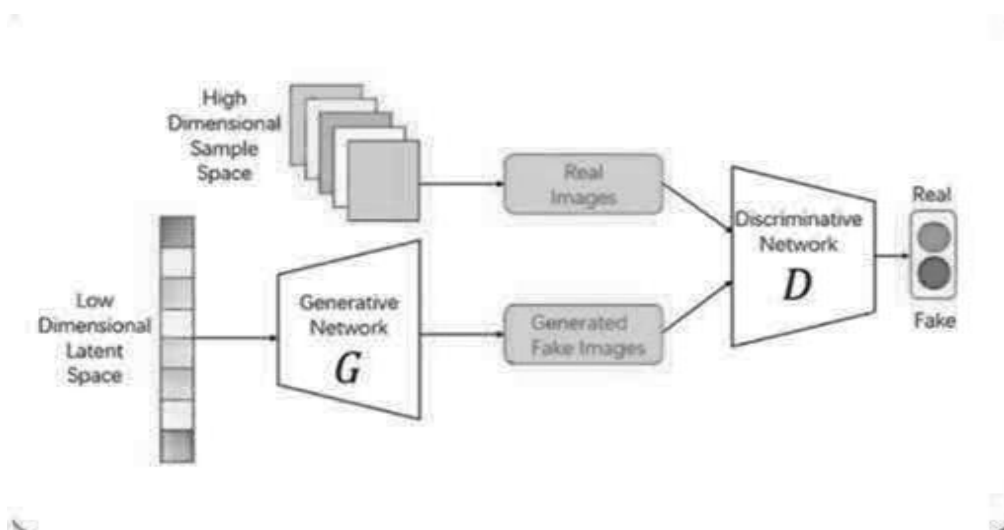 High
Dimensional
Sample
Space
Real
Images
Discriminative
Network
D
Real
Fake
Low
Dimensional
Latent
Space
Generative
Network
G
Generated
Fake Images